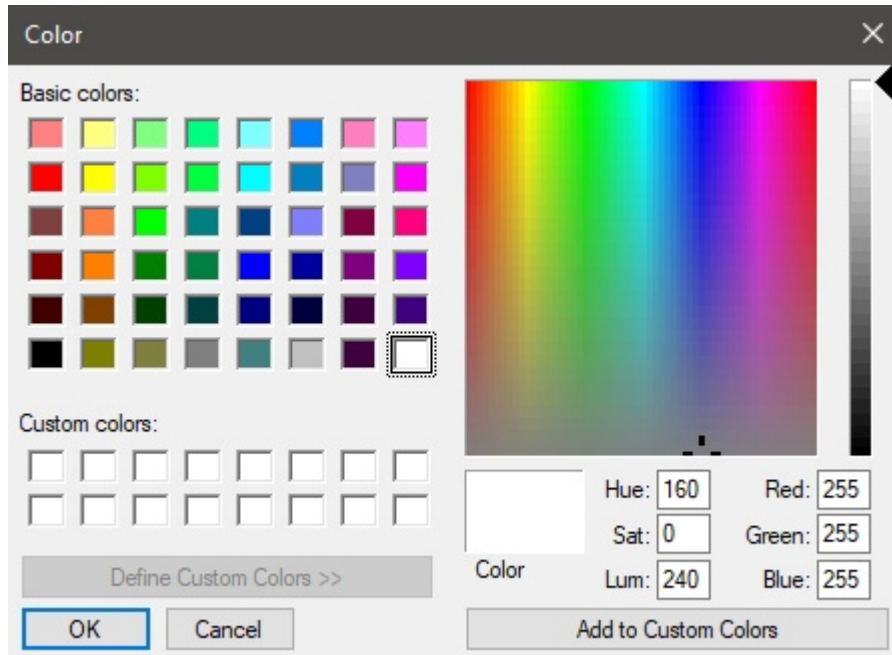 Color
Basic colors:
Custom colors:
Define Custom Colors >>
OK Cancel
Color
Hue: 160 Red: 255
Sat: 0 Green: 255
Lum: 240 Blue: 255
Add to Custom Colors